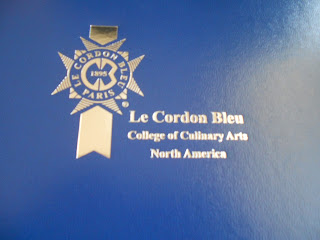 LE CORDON BLEU
1895
PARIS
®
Le Cordon Bleu
College of Culinary Arts
North America